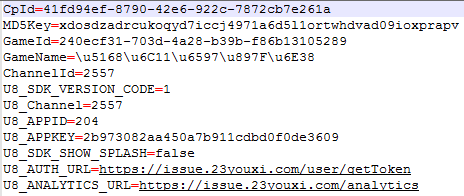 CpId=41fd94ef-8790-42e6-922c-7872cb7e261a
MD5Key=xdosdzadrcukoqyd7iccj4971a6d5l1ortwhdvad09ioxprapv
GameId=240ecf31-703d-4a28-b39b-f86b13105289
GameName=\u5168\u6C11\u6597\u897F\u6E38
ChannelId=2557
U8_SDK_VERSION_CODE=1
U8_Channel=2557
U8_APPID=204
U8_APPKEY=2b973082aa450a7b911cdbd0f0de3609
U8_SDK_SHOW_SPLASH=false
U8_AUTH_URL=https://issue.23youxi.com/user/getToken
U8_ANALYTICS_URL=https://issue.23youxi.com/analytics